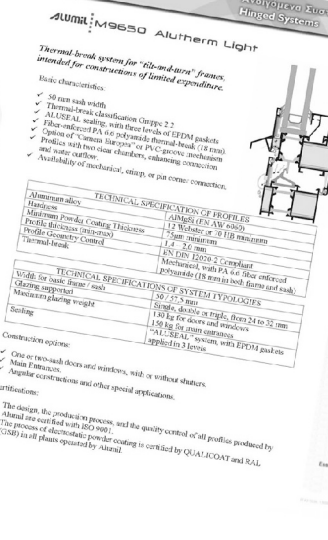 Ανοιγόμενα Συστ
Hinged Systems
ALUMIL M9650 Alutherm Light
Thermal-break system for "tilt-and-turn" frames,
intended for constructions of limited expenditure.
Basic characteristics:
✓ 50 mm sash width
✓ Thermal-break classification Gruppe 2.2
✓ ALUSEAL sealing, with three levels of EPDM gaskets
✓ Fiber-enforced PA 6.6 polyamide thermal-break (18 mm)
✓ Option of "Camera Europea" or PVC-groove mechanism
✓ Profiles with two clear chambers, enhancing connection
and water outflow.
✓ Availability of mechanical, crimp, or pin corner connection.
TECHNICAL SPECIFICATION OF PROFILES
Aluminum alloy AlMgSi (EN AW 6060)
Hardness 12 Webster or 70 HB minimum
Minimum Powder Coating Thickness 75μm minimum
Profile thickness (min-max) 1,4 – 2,0 mm
Profile Geometry Control EN DIN 12020-2 Compliant
Thermal-break Mechanical, with PA 6.6 fiber enforced
polyamide (18 mm in both frame and sash)
TECHNICAL SPECIFICATIONS OF SYSTEM TYPOLOGIES
Width for basic frame / sash 50 / 57,5 mm
Glazing supported Single, double or triple, from 24 to 32 mm
Maximum glazing weight 130 kg for doors and windows
150 kg for main entrances
Sealing "ALUSEAL" system, with EPDM gaskets
applied in 3 levels
Construction options:
✓ One or two-sash doors and windows, with or without shutters.
✓ Main Entrances.
✓ Angular constructions and other special applications.
ertifications:
The design, the production process, and the quality control of all profiles produced by
Alumil are certified with ISO 9001.
The process of electrostatic powder coating is certified by QUALICOAT and RAL
(GSB) in all plants operated by Alumil.